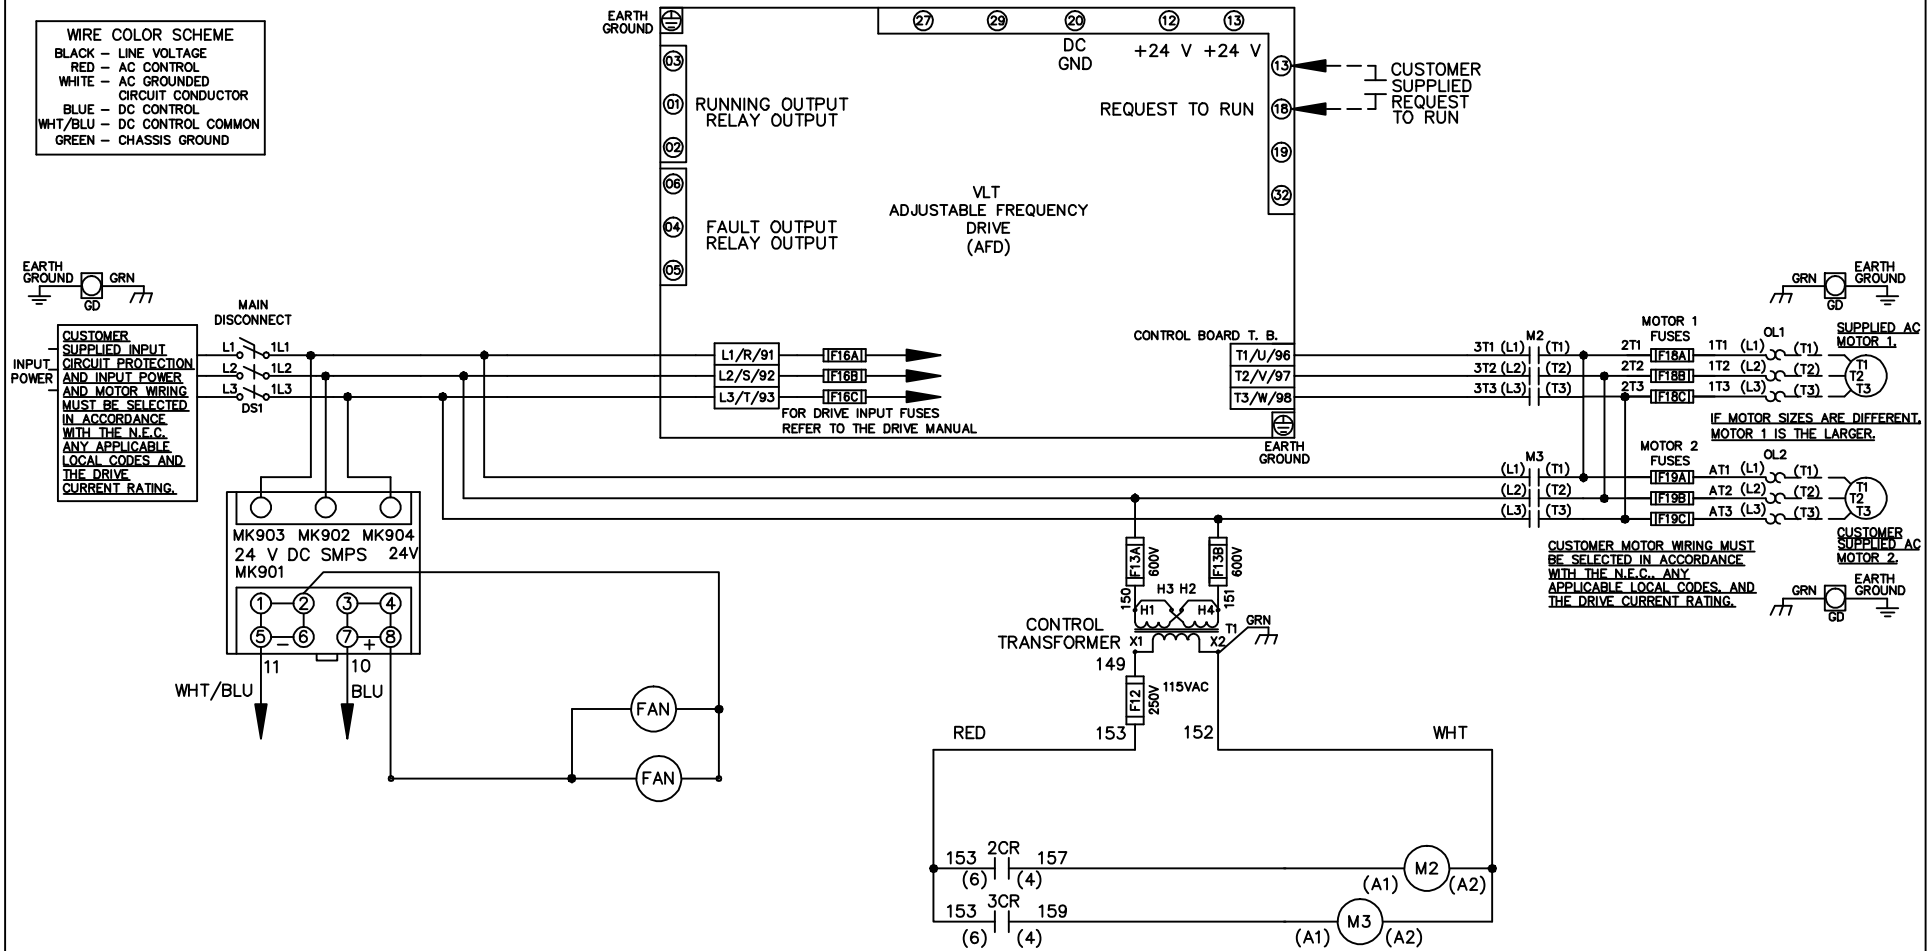 WIRE COLOR SCHEME
BLACK – LINE VOLTAGE
RED – AC CONTROL
WHITE – AC GROUNDED
CIRCUIT CONDUCTOR
BLUE – DC CONTROL
WHT/BLU – DC CONTROL COMMON
GREEN – CHASSIS GROUND
EARTH
GROUND
27 29 20 12 13
DC
GND
+24 V +24 V
03
01
02
RUNNING OUTPUT
RELAY OUTPUT
06
04
05
FAULT OUTPUT
RELAY OUTPUT
VLT
ADJUSTABLE FREQUENCY
DRIVE
(AFD)
REQUEST TO RUN
13
18
19
32
CUSTOMER
SUPPLIED
REQUEST
TO RUN
EARTH
GROUND
GRN
GD
INPUT
POWER
CUSTOMER
SUPPLIED INPUT
CIRCUIT PROTECTION
AND INPUT POWER
AND MOTOR WIRING
MUST BE SELECTED
IN ACCORDANCE
WITH THE N.E.C.
ANY APPLICABLE
LOCAL CODES AND
THE DRIVE
CURRENT RATING.
MAIN
DISCONNECT
L1 1L1
L2 1L2
L3 1L3
DS1
L1/R/91 F16A
L2/S/92 F16B
L3/T/93 F16C
FOR DRIVE INPUT FUSES
REFER TO THE DRIVE MANUAL
CONTROL BOARD T. B.
T1/U/96
T2/V/97
T3/W/98
EARTH
GROUND
M2
3T1 (L1) (T1)
3T2 (L2) (T2)
3T3 (L3) (T3)
MOTOR 1
FUSES
2T1 F18A 1T1 (L1)
2T2 F18B 1T2 (L2)
2T3 F18C 1T3 (L3)
OL1
(T1)
(T2)
(T3)
T1
T2
T3
GRN
GD
EARTH
GROUND
SUPPLIED AC
MOTOR 1.
IF MOTOR SIZES ARE DIFFERENT,
MOTOR 1 IS THE LARGER.
M3
(L1) (T1)
(L2) (T2)
(L3) (T3)
MOTOR 2
FUSES
F19A AT1 (L1)
F19B AT2 (L2)
F19C AT3 (L3)
OL2
(T1)
(T2)
(T3)
T1
T2
T3
CUSTOMER
SUPPLIED AC
MOTOR 2.
CUSTOMER MOTOR WIRING MUST
BE SELECTED IN ACCORDANCE
WITH THE N.E.C., ANY
APPLICABLE LOCAL CODES, AND
THE DRIVE CURRENT RATING.
GRN
GD
EARTH
GROUND
MK903 MK902 MK904
24 V DC SMPS 24V
MK901
1 2 3 4
5 – 6 7 + 8
11 10
WHT/BLU BLU
FAN
FAN
F13A 600V
F13B 600V
150 151
H3 H2
H1 H4
CONTROL
TRANSFORMER
X1 X2
T1
GRN
149
F12 250V
115VAC
153 152
RED WHT
153 2CR 157
(6) (4)
M2
(A1) (A2)
153 3CR 159
(6) (4)
M3
(A1) (A2)